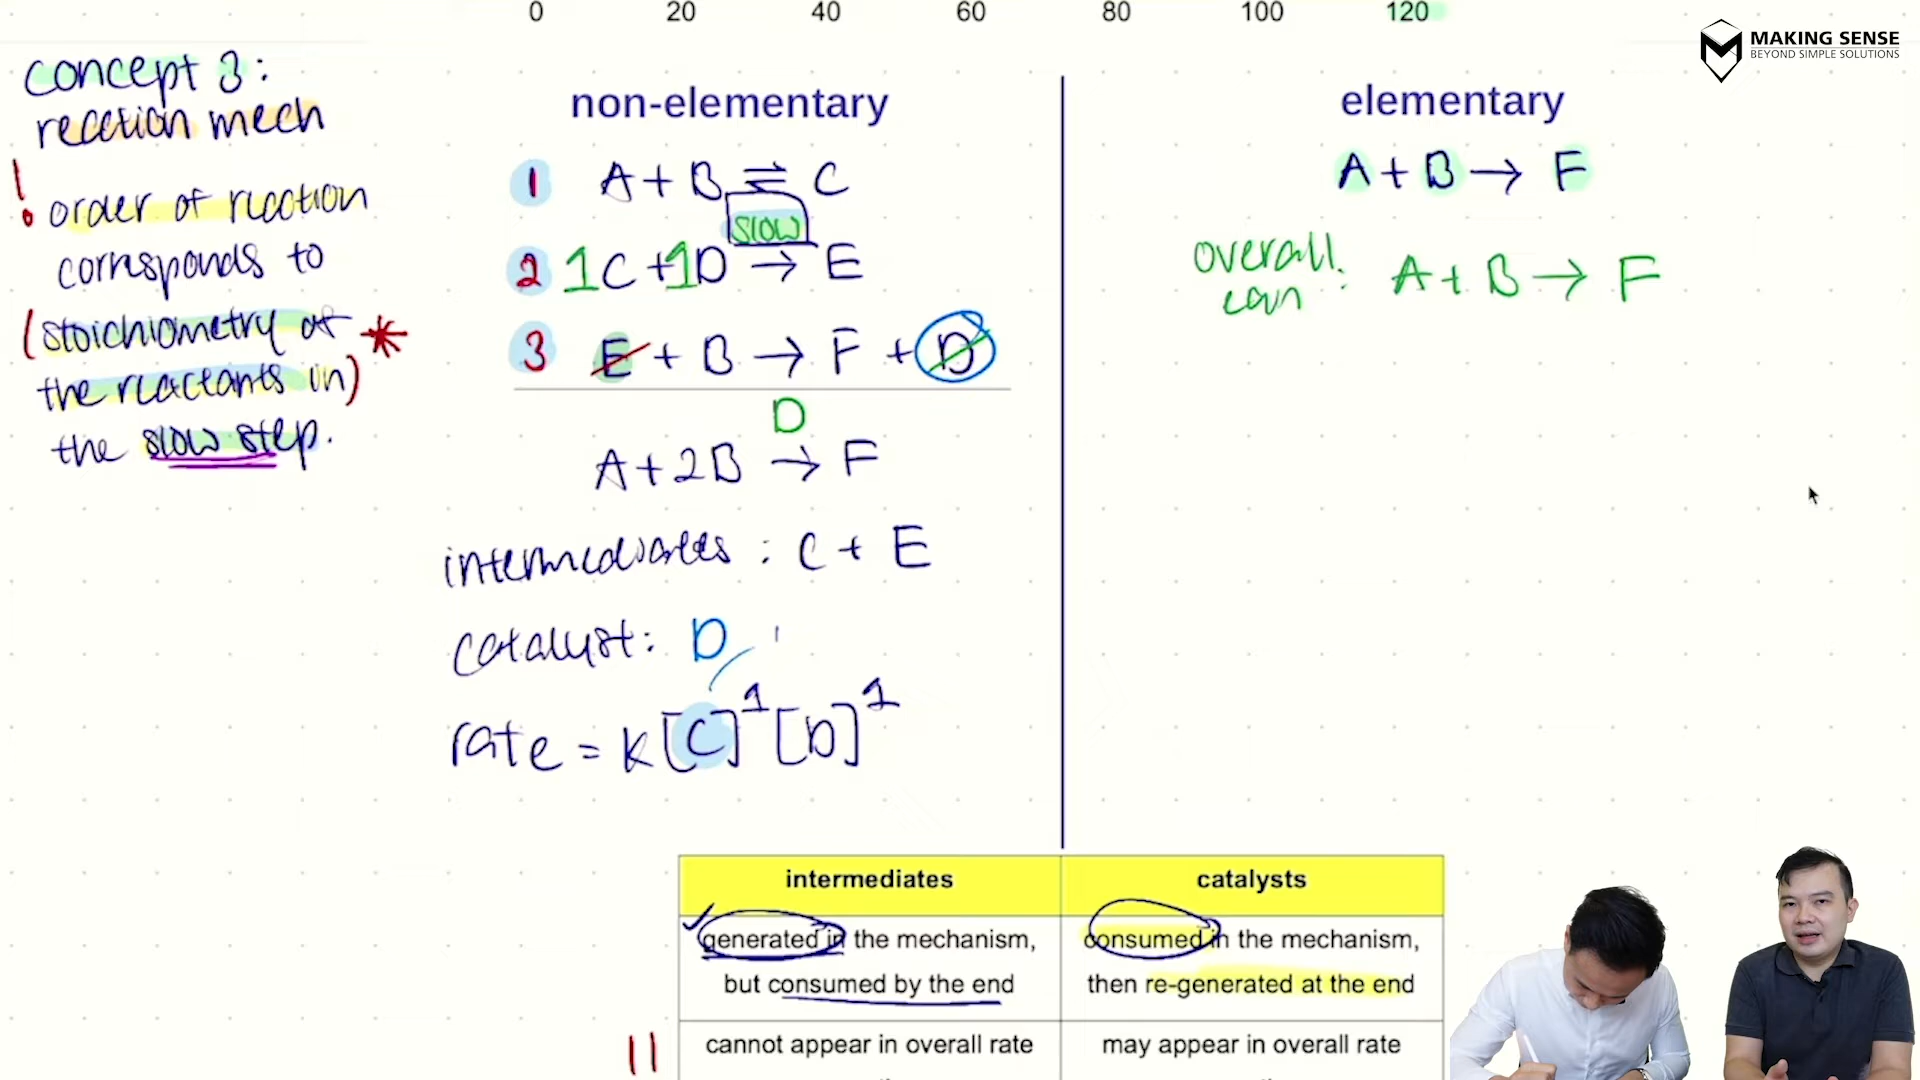 0 20 40 60 80 100 120
MAKING SENSE
BEYOND SIMPLE SOLUTIONS
concept 3:
reaction mech
! order of reaction
corresponds to
(stoichiometry of *
the reactants in)
the slow step.
non-elementary
1 A + B ⇌ C
slow
2 1C + 1D → E
3 E + B → F + D
D
A + 2B → F
intermediates : C + E
catalyst: D
rate = k[C]¹[D]¹
elementary
A + B → F
overall A + B → F
eqn :
intermediates catalysts
generated in the mechanism, consumed in the mechanism,
but consumed by the end then re-generated at the end
11 cannot appear in overall rate may appear in overall rate